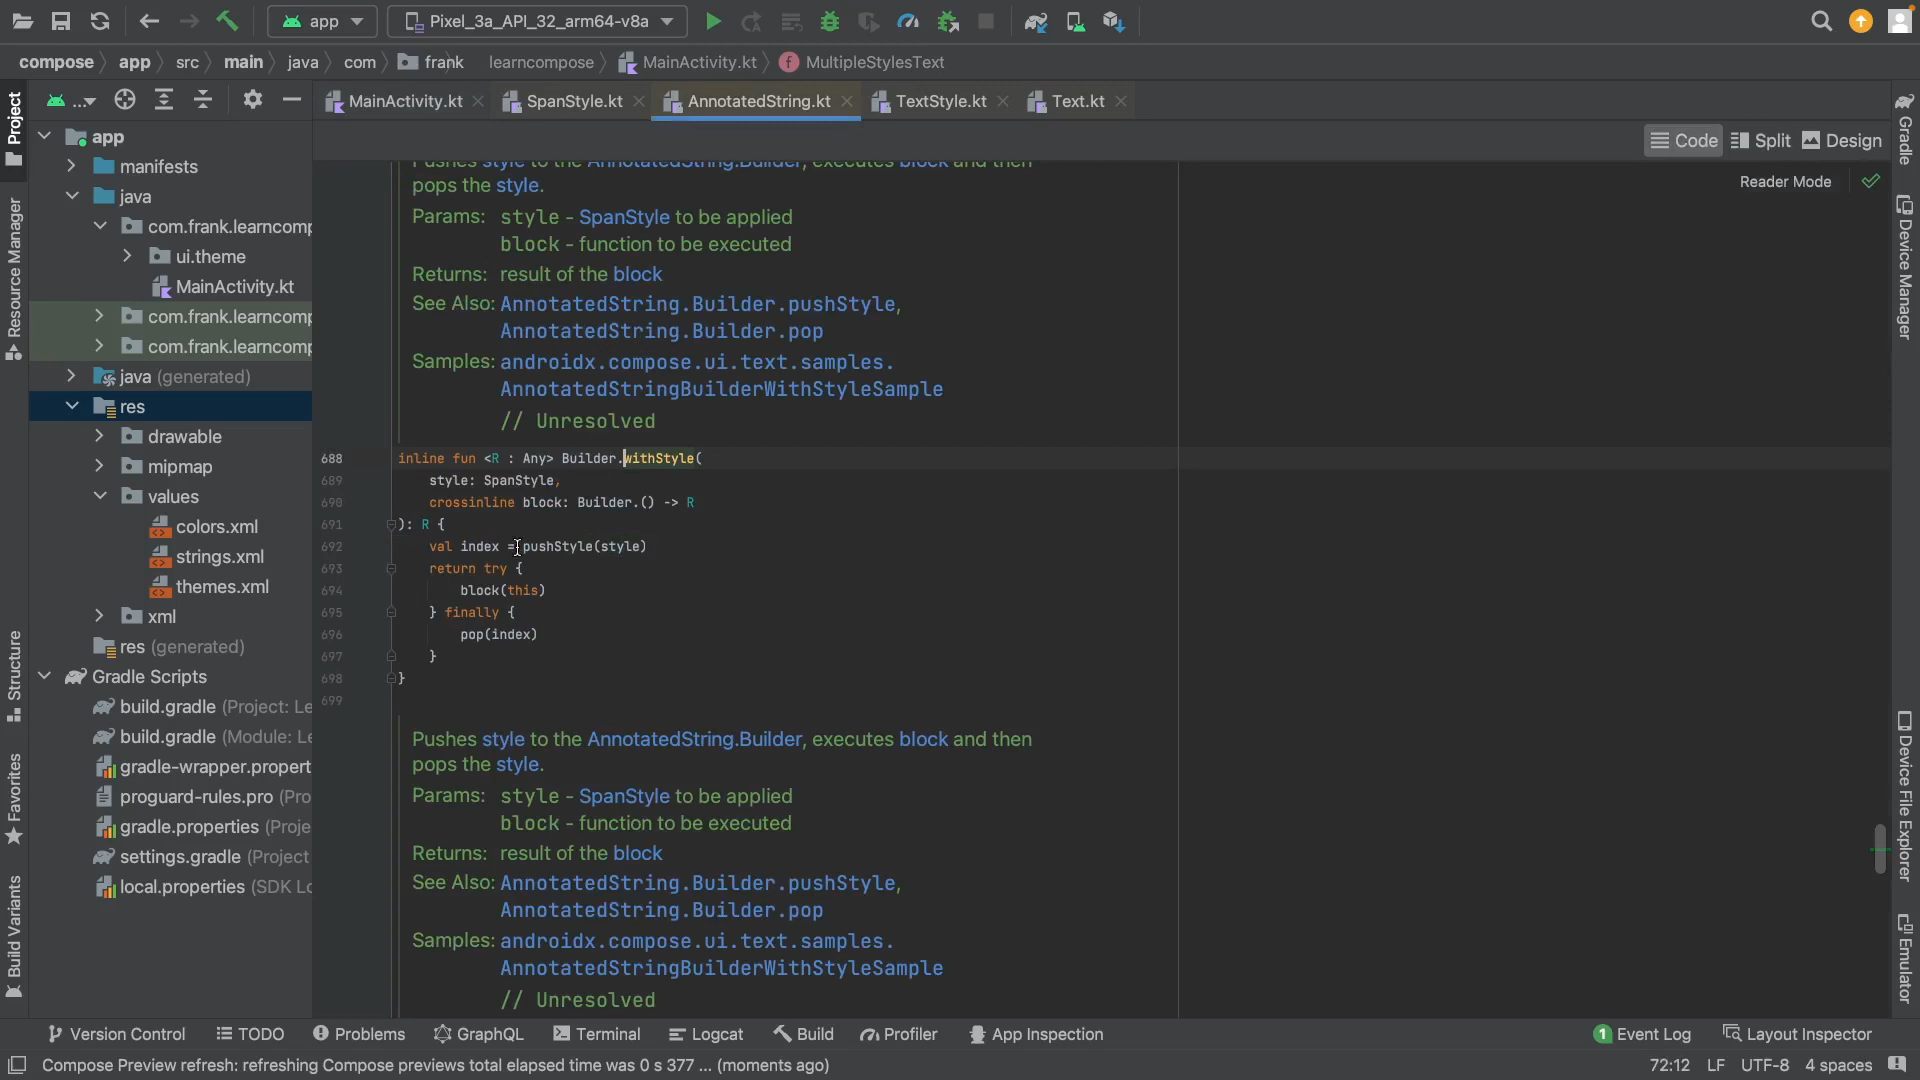 app
Pixel_3a_API_32_arm64-v8a
compose
app
src
main
java
com
frank
learncompose
MainActivity.kt
MultipleStylesText
...
MainActivity.kt
SpanStyle.kt
AnnotatedString.kt
TextStyle.kt
Text.kt
Code
Split
Design
Reader Mode
Project
Resource Manager
Structure
Favorites
Build Variants
app
manifests
java
com.frank.learncomp
ui.theme
MainActivity.kt
com.frank.learncomp
com.frank.learncomp
java (generated)
res
drawable
mipmap
values
colors.xml
strings.xml
themes.xml
xml
res (generated)
Gradle Scripts
build.gradle (Project: Le
build.gradle (Module: Le
gradle-wrapper.propert
proguard-rules.pro (Pro
gradle.properties (Proje
settings.gradle (Project
local.properties (SDK Lo
Pushes style to the AnnotatedString.Builder, executes block and then
pops the style.
Params: style - SpanStyle to be applied
block - function to be executed
Returns: result of the block
See Also: AnnotatedString.Builder.pushStyle,
AnnotatedString.Builder.pop
Samples: androidx.compose.ui.text.samples.
AnnotatedStringBuilderWithStyleSample
// Unresolved
688 inline fun <R : Any> Builder.withStyle(
689 style: SpanStyle,
690 crossinline block: Builder.() -> R
691 ): R {
692 val index = pushStyle(style)
693 return try {
694 block(this)
695 } finally {
696 pop(index)
697 }
698 }
699
Pushes style to the AnnotatedString.Builder, executes block and then
pops the style.
Params: style - SpanStyle to be applied
block - function to be executed
Returns: result of the block
See Also: AnnotatedString.Builder.pushStyle,
AnnotatedString.Builder.pop
Samples: androidx.compose.ui.text.samples.
AnnotatedStringBuilderWithStyleSample
// Unresolved
Gradle
Device Manager
Device File Explorer
Emulator
Version Control
TODO
Problems
GraphQL
Terminal
Logcat
Build
Profiler
App Inspection
1 Event Log
Layout Inspector
Compose Preview refresh: refreshing Compose previews total elapsed time was 0 s 377 ... (moments ago)
72:12 LF UTF-8 4 spaces